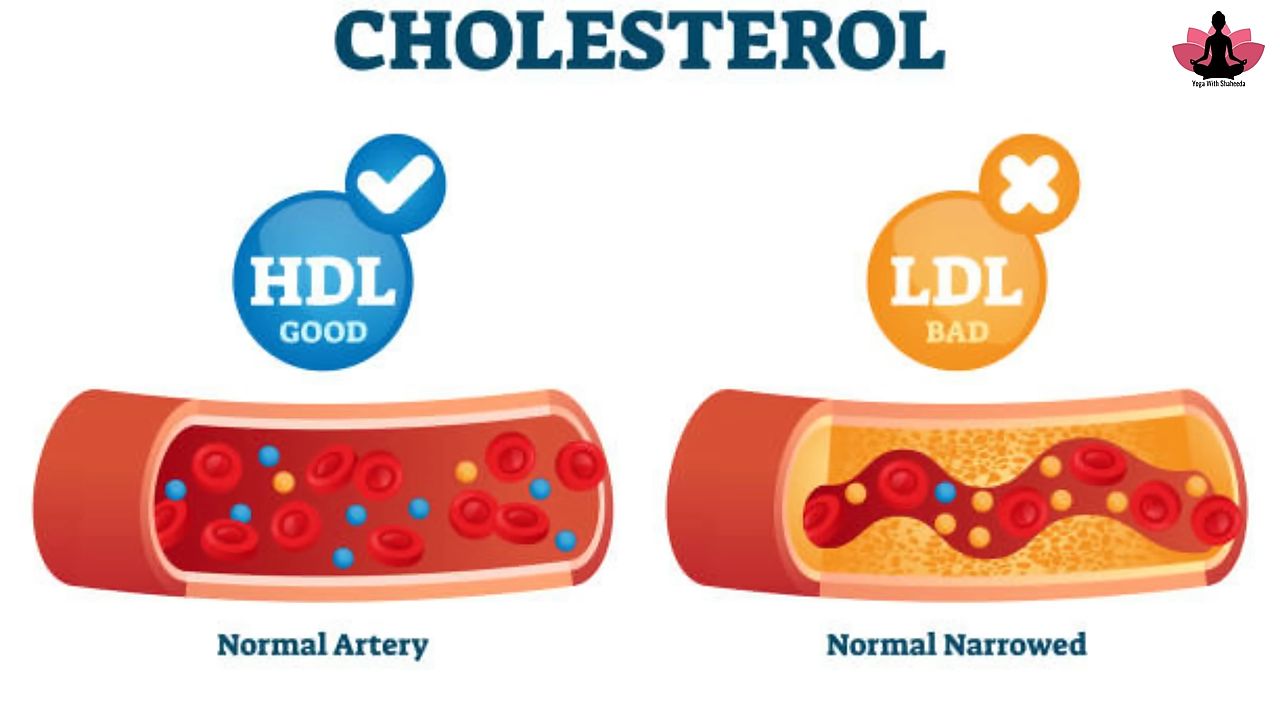 CHOLESTEROL
Yoga With Shaheeda
HDL
GOOD
LDL
BAD
Normal Artery
Normal Narrowed